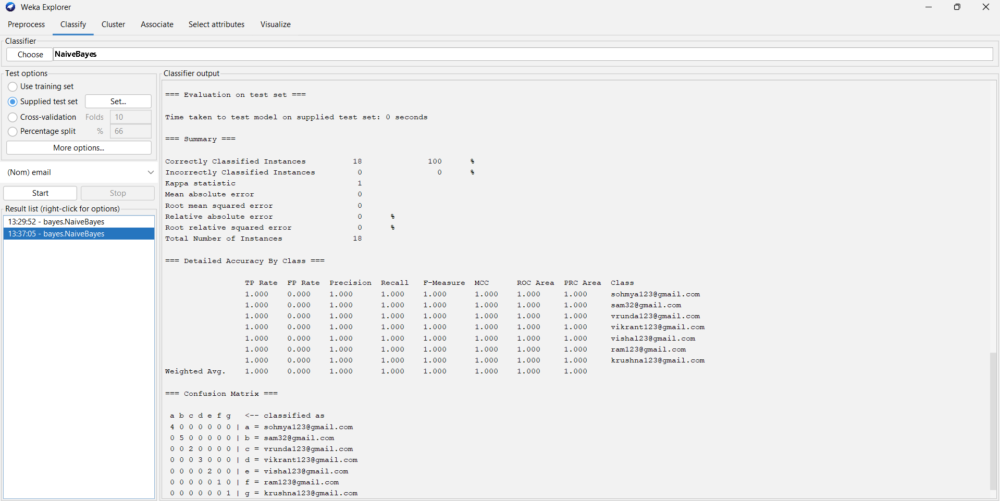 Weka Explorer
Preprocess Classify Cluster Associate Select attributes Visualize
Classifier
Choose NaiveBayes
Test options
Use training set
Supplied test set Set...
Cross-validation Folds 10
Percentage split % 66
More options...
(Nom) email
Start Stop
Result list (right-click for options)
13:29:52 - bayes.NaiveBayes
13:37:05 - bayes.NaiveBayes
Classifier output
=== Evaluation on test set ===
Time taken to test model on supplied test set: 0 seconds
=== Summary ===
Correctly Classified Instances 18 100 %
Incorrectly Classified Instances 0 0 %
Kappa statistic 1
Mean absolute error 0
Root mean squared error 0
Relative absolute error 0 %
Root relative squared error 0 %
Total Number of Instances 18
=== Detailed Accuracy By Class ===
TP Rate FP Rate Precision Recall F-Measure MCC ROC Area PRC Area Class
1.000 0.000 1.000 1.000 1.000 1.000 1.000 1.000 sohmya123@gmail.com
1.000 0.000 1.000 1.000 1.000 1.000 1.000 1.000 sam32@gmail.com
1.000 0.000 1.000 1.000 1.000 1.000 1.000 1.000 vrunda123@gmail.com
1.000 0.000 1.000 1.000 1.000 1.000 1.000 1.000 vikrant123@gmail.com
1.000 0.000 1.000 1.000 1.000 1.000 1.000 1.000 vishal23@gmail.com
1.000 0.000 1.000 1.000 1.000 1.000 1.000 1.000 ram123@gmail.com
1.000 0.000 1.000 1.000 1.000 1.000 1.000 1.000 krushna123@gmail.com
Weighted Avg. 1.000 0.000 1.000 1.000 1.000 1.000 1.000 1.000
=== Confusion Matrix ===
a b c d e f g <-- classified as
4 0 0 0 0 0 0 | a = sohmya123@gmail.com
0 5 0 0 0 0 0 | b = sam32@gmail.com
0 0 2 0 0 0 0 | c = vrunda123@gmail.com
0 0 0 3 0 0 0 | d = vikrant123@gmail.com
0 0 0 0 2 0 0 | e = vishal23@gmail.com
0 0 0 0 0 1 0 | f = ram123@gmail.com
0 0 0 0 0 0 1 | g = krushna123@gmail.com